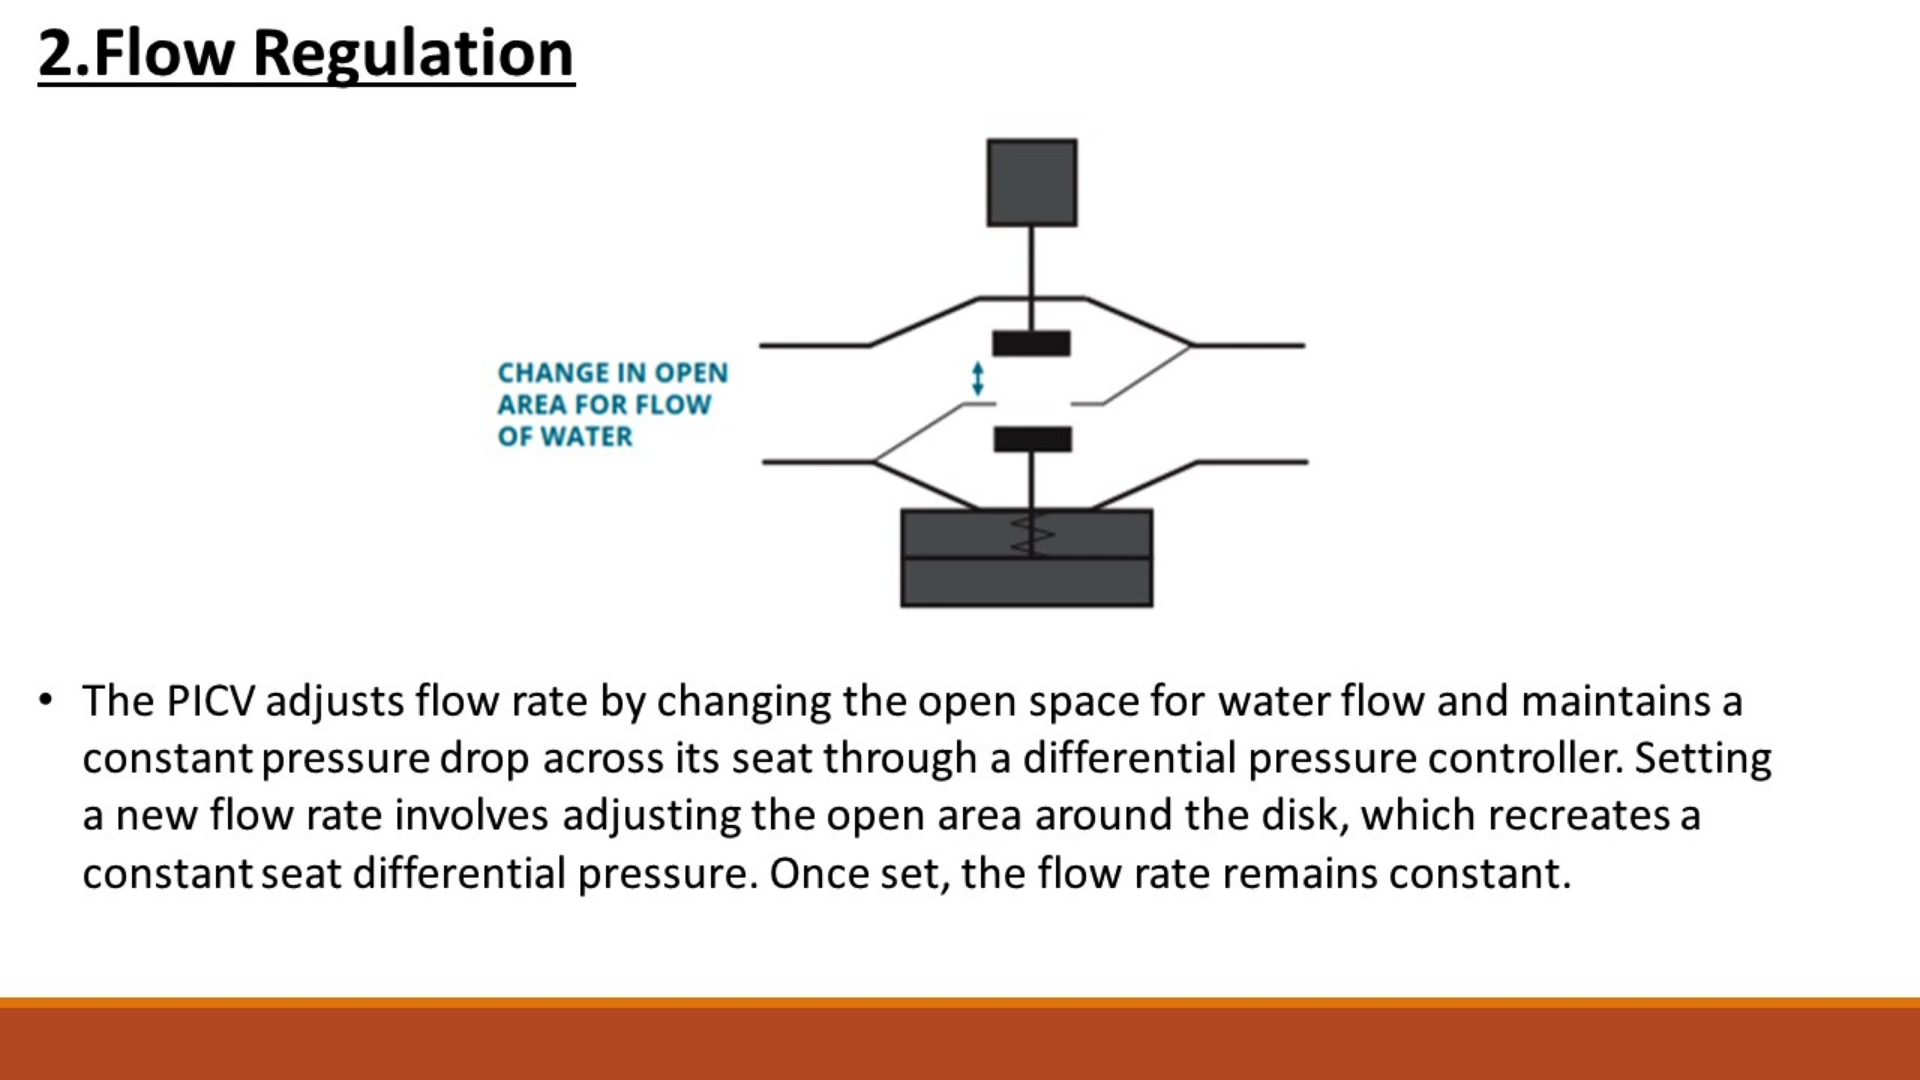 2.Flow Regulation
CHANGE IN OPEN
AREA FOR FLOW
OF WATER
• The PICV adjusts flow rate by changing the open space for water flow and maintains a
constant pressure drop across its seat through a differential pressure controller. Setting
a new flow rate involves adjusting the open area around the disk, which recreates a
constant seat differential pressure. Once set, the flow rate remains constant.